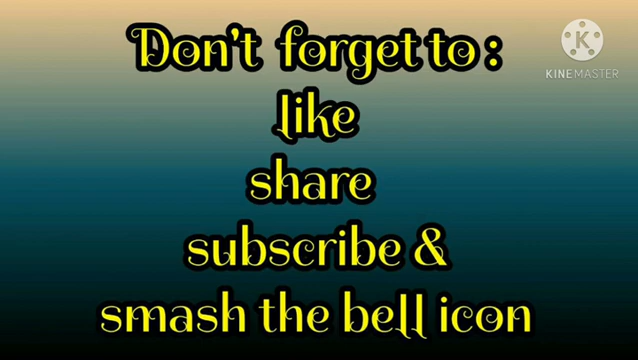 Don't forget to :
like
share
subscribe &
smash the bell icon
KINEMASTER